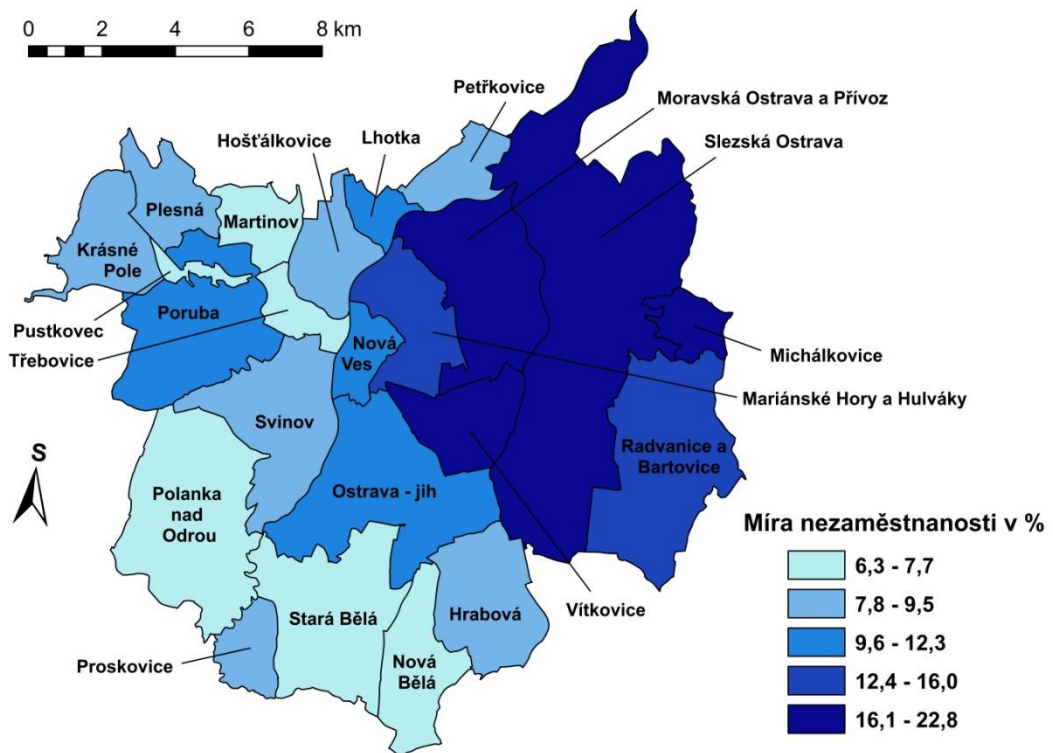 0 2 4 6 8 km
Petřkovice
Moravská Ostrava a Přívoz
Hošťálkovice
Lhotka
Slezská Ostrava
Plesná
Martinov
Krásné
Pole
Poruba
Pustkovec
Třebovice
Nová
Ves
Michálkovice
Mariánské Hory a Hulváky
Svinov
Radvanice a
Bartovice
S
Polanka
nad
Odrou
Ostrava - jih
Stará Bělá
Hrabová
Vítkovice
Proskovice
Nová
Bělá
Míra nezaměstnanosti v %
6,3 - 7,7
7,8 - 9,5
9,6 - 12,3
12,4 - 16,0
16,1 - 22,8